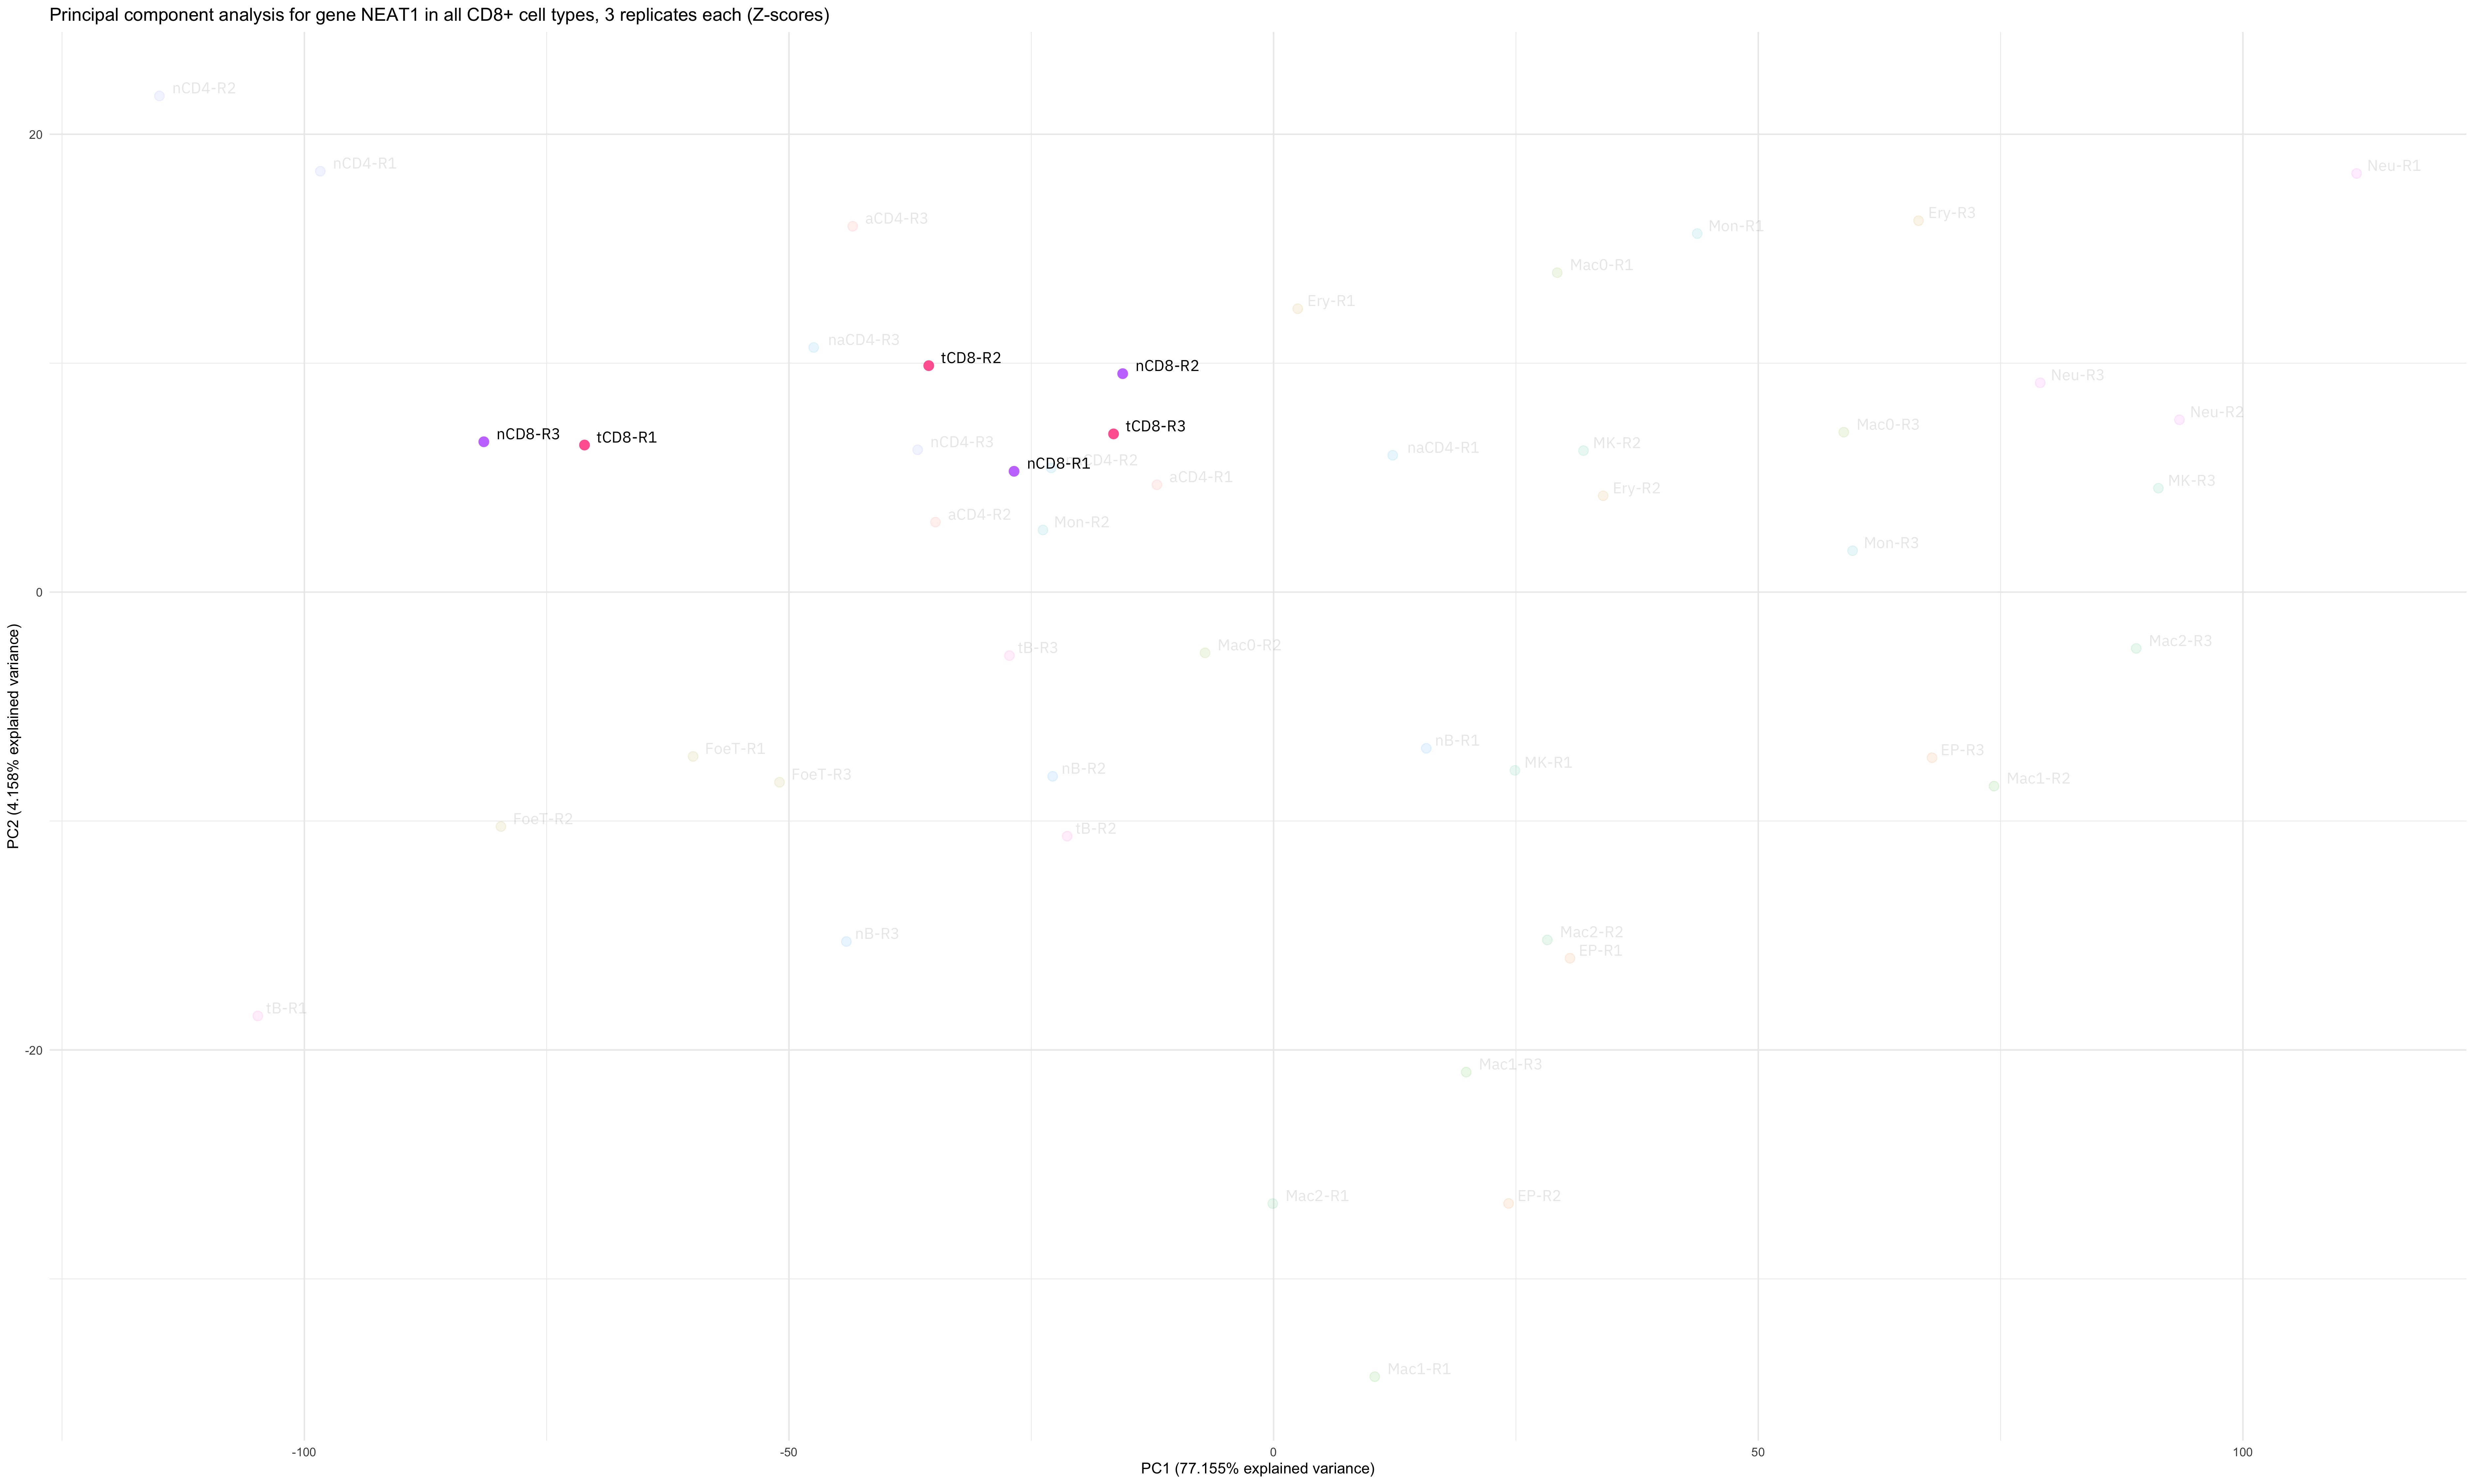 Principal component analysis for gene NEAT1 in all CD8+ cell types, 3 replicates each (Z-scores)
nCD4-R2
20
nCD4-R1
Neu-R1
aCD4-R3
Ery-R3
Mon-R1
Mac0-R1
Ery-R1
naCD4-R3
tCD8-R2
nCD8-R2
Neu-R3
Neu-R2
nCD8-R3
tCD8-R1
tCD8-R3
Mac0-R3
nCD4-R3
naCD4-R1
MK-R2
nCD8-R1
CD4-R2
aCD4-R1
MK-R3
Ery-R2
aCD4-R2
Mon-R2
Mon-R3
0
tB-R3
Mac0-R2
Mac2-R3
PC2 (4.158% explained variance)
FoeT-R1
nB-R1
EP-R3
FoeT-R3
nB-R2
MK-R1
Mac1-R2
FoeT-R2
tB-R2
nB-R3
Mac2-R2
EP-R1
tB-R1
-20
Mac1-R3
Mac2-R1
EP-R2
Mac1-R1
-100
-50
0
50
100
PC1 (77.155% explained variance)